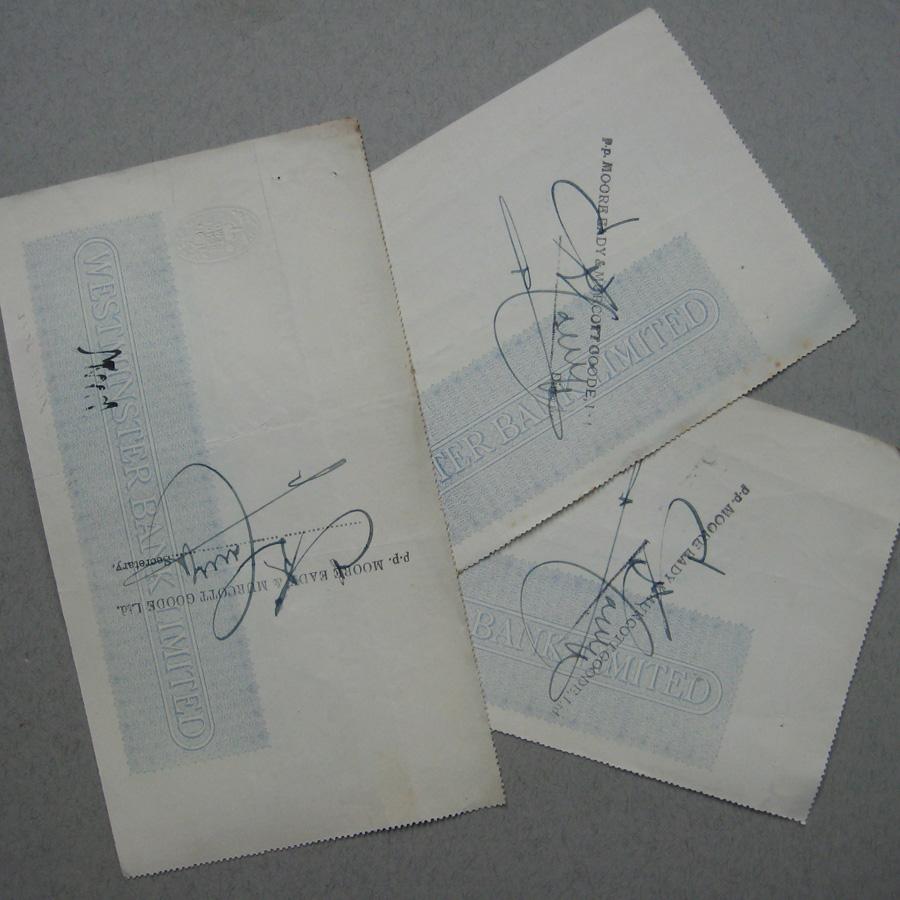 WESTMINSTER BANK LIMITED
p.p. MOORE EADY & MURCOTT GOODE Ltd.
Secretary.
p.p. MOORE EADY & MURCOTT GOODE, L
TER BANK LIMITED
p.p. MOORE EADY & MURCOTT GOODE, Ltd
BANK LIMITED